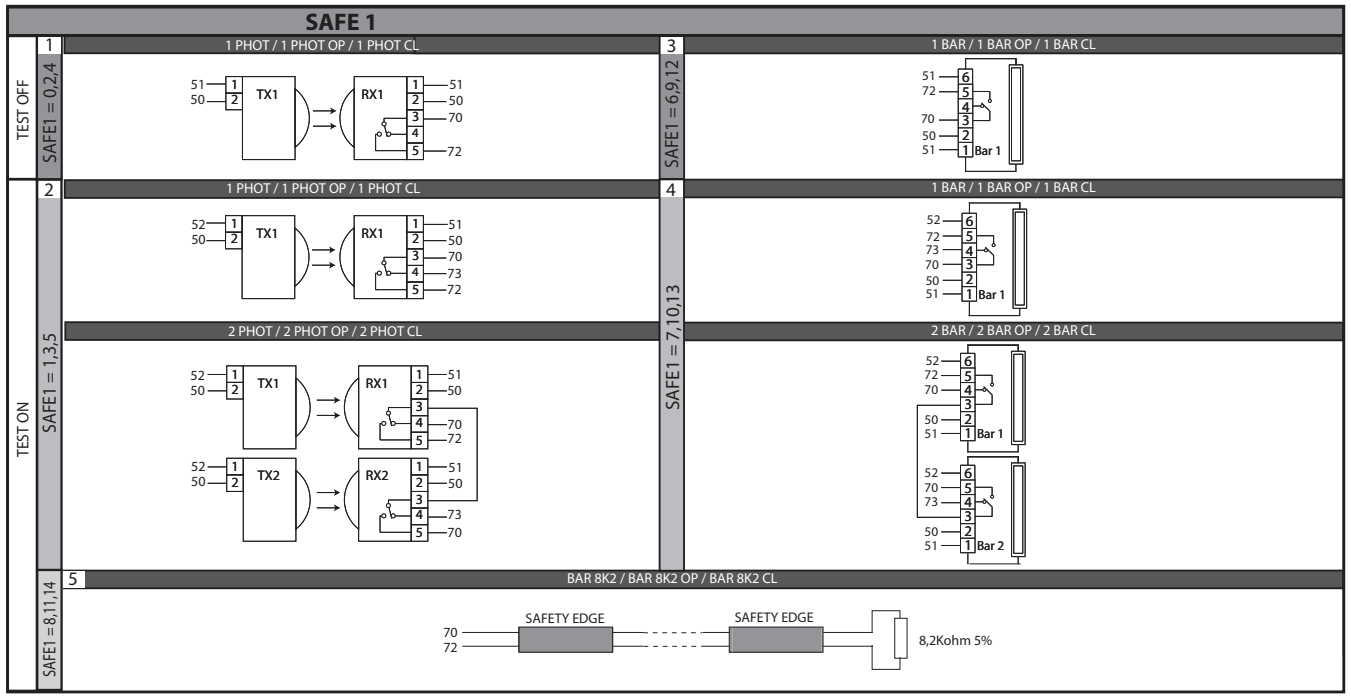 SAFE 1
TEST OFF
SAFE1 = 0,2,4
1
1 PHOT / 1 PHOT OP / 1 PHOT CL
51 1 TX1 RX1 1 51
50 2 2 50
3 70
4
5 72
3
SAFE1 = 6,9,12
1 BAR / 1 BAR OP / 1 BAR CL
51 6
72 5
4
70 3
50 2
51 1 Bar 1
TEST ON
SAFE1 = 1,3,5
2
1 PHOT / 1 PHOT OP / 1 PHOT CL
52 1 TX1 RX1 1 51
50 2 2 50
3 70
4 73
5 72
2 PHOT / 2 PHOT OP / 2 PHOT CL
52 1 TX1 RX1 1 51
50 2 2 50
3
4 70
5 72
52 1 TX2 RX2 1 51
50 2 2 50
3
4 73
5 70
4
SAFE1 = 7,10,13
1 BAR / 1 BAR OP / 1 BAR CL
52 6
72 5
73 4
70 3
50 2
51 1 Bar 1
2 BAR / 2 BAR OP / 2 BAR CL
52 6
72 5
70 4
3
50 2
51 1 Bar 1
52 6
70 5
73 4
3
50 2
51 1 Bar 2
SAFE1 = 8,11,14
5
BAR 8K2 / BAR 8K2 OP / BAR 8K2 CL
SAFETY EDGE SAFETY EDGE
70
72
8,2Kohm 5%